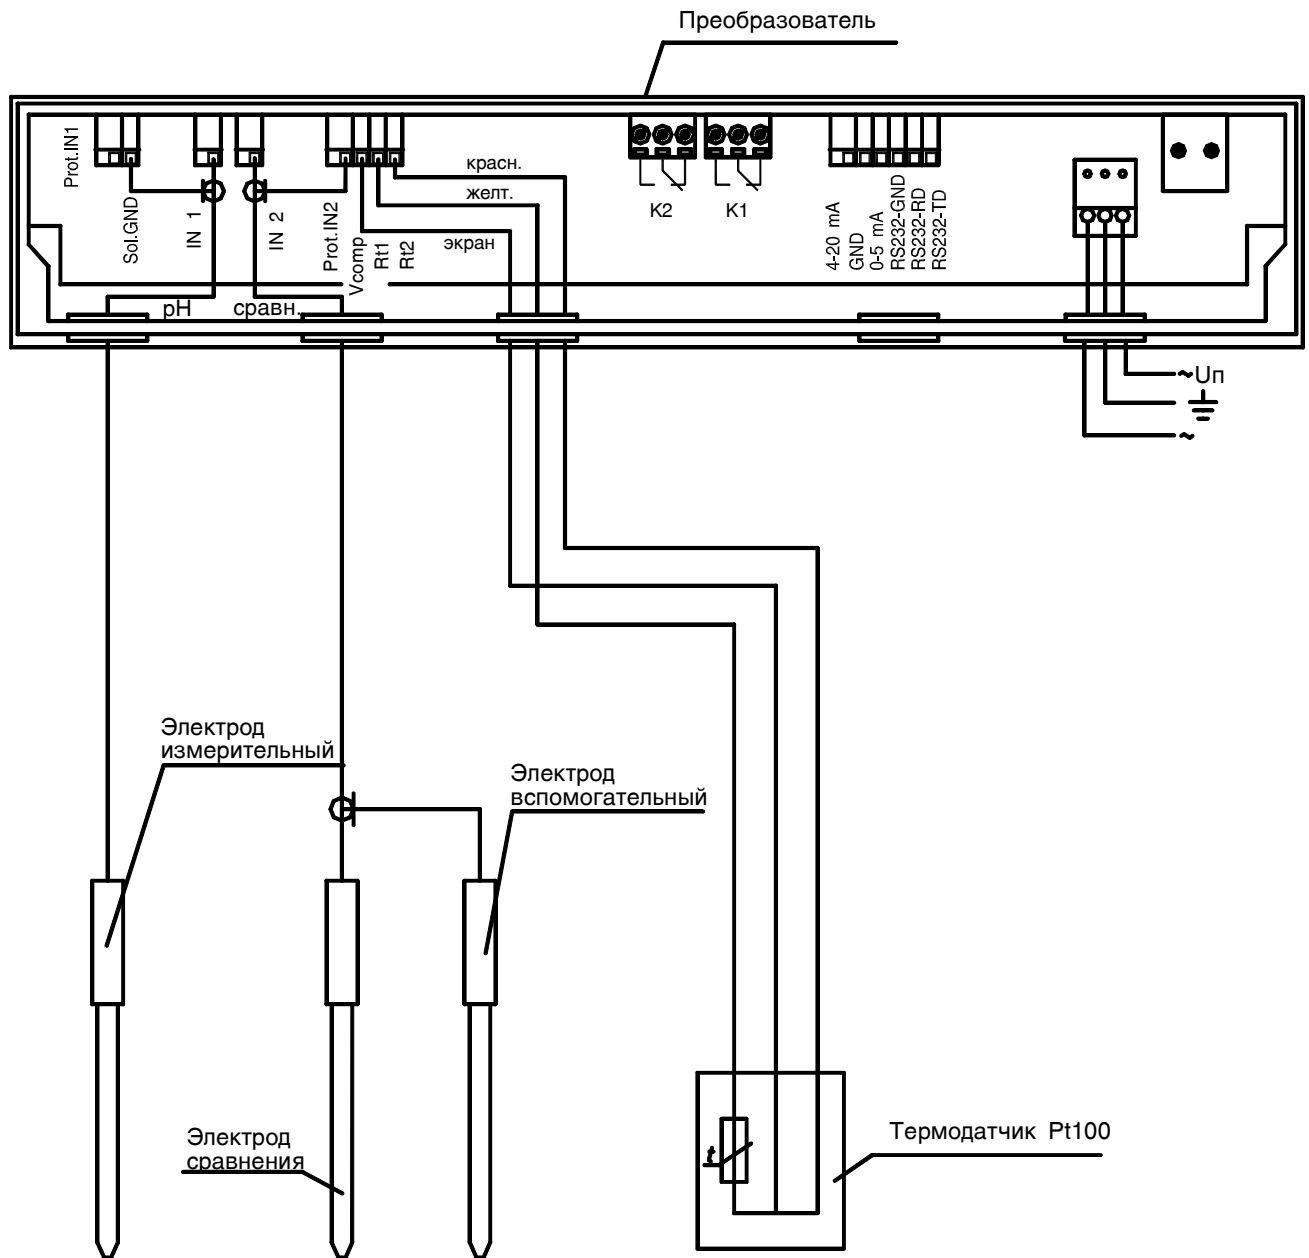 Преобразователь
Prot.IN1
Sol.GND
IN 1
IN 2
Prot.IN2
Vcomp
Rt1
Rt2
красн.
желт.
экран
K2
K1
4-20 mA
GND
0-5 mA
RS232-GND
RS232-RD
RS232-TD
pH
сравн.
~Uп
~
Электрод
измерительный
Электрод
вспомогательный
Электрод
сравнения
t
Термодатчик Pt100